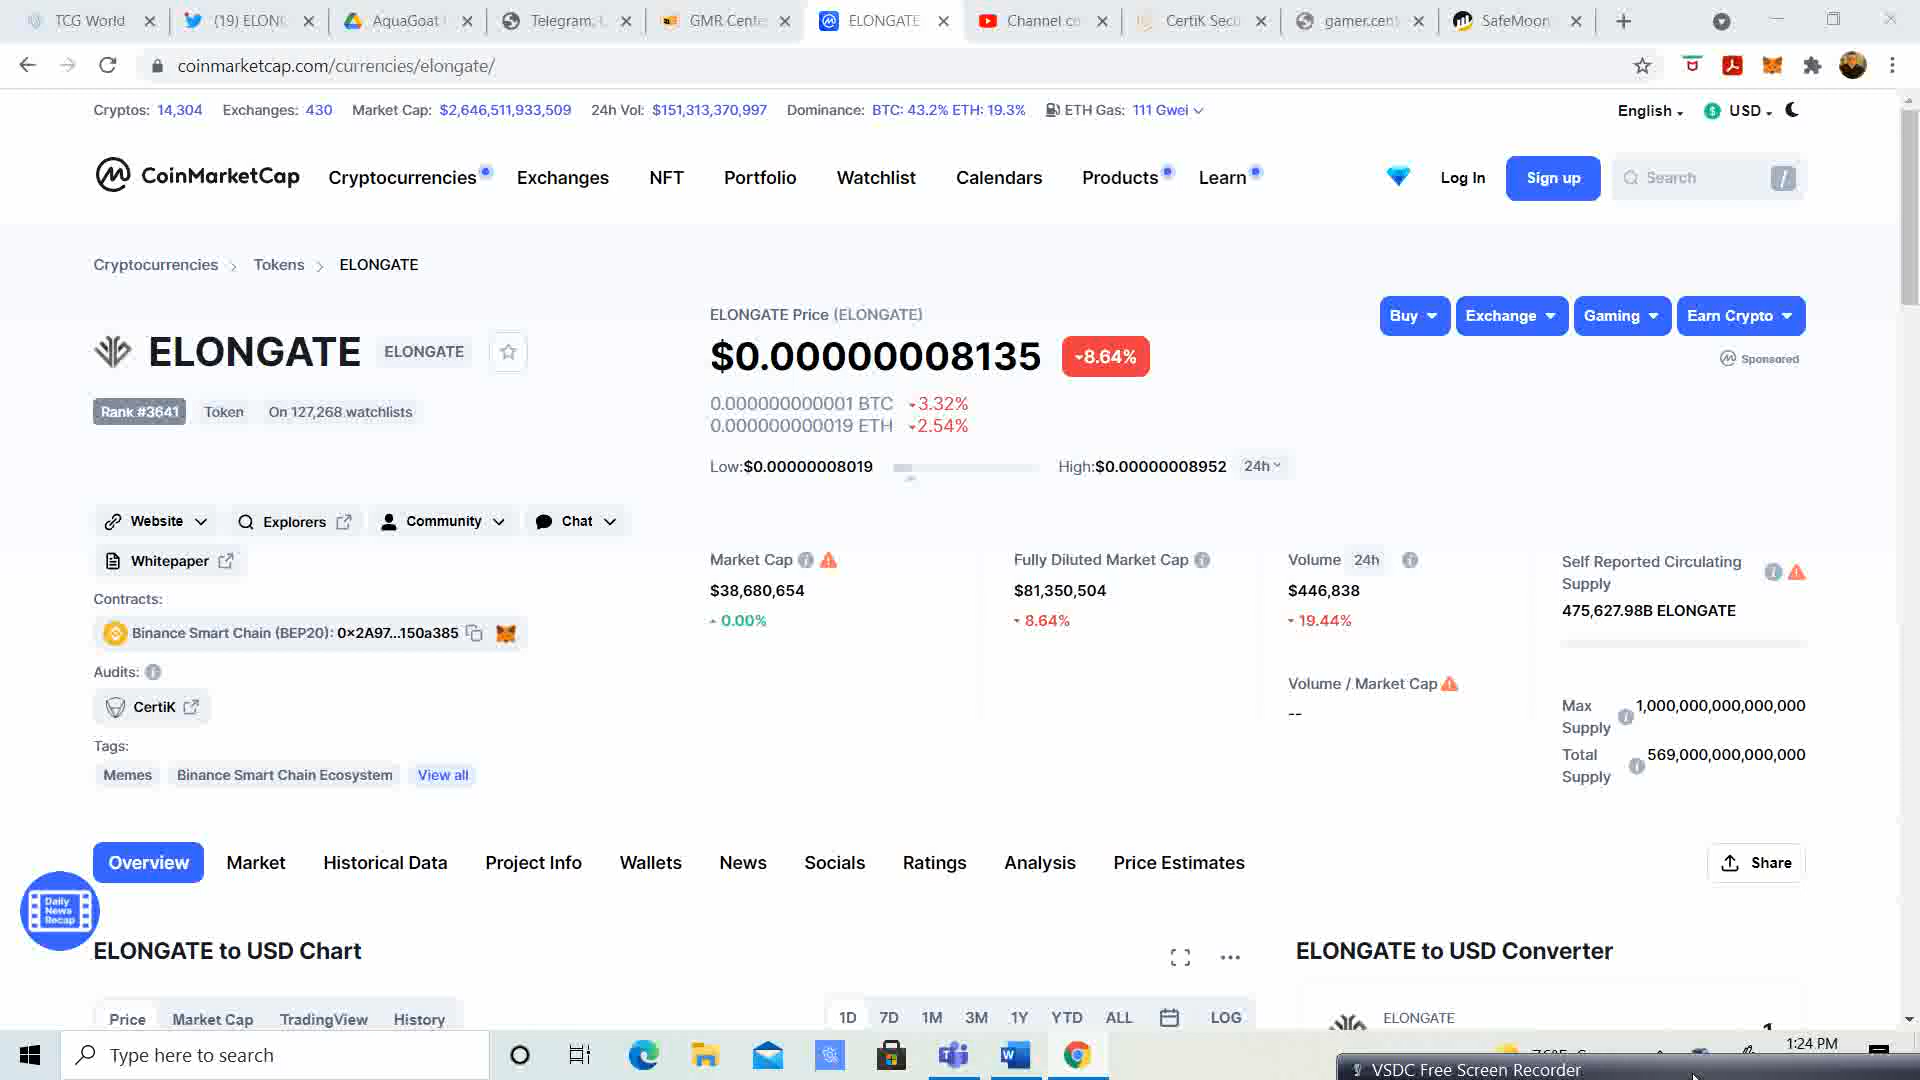 TCG World
(19) ELON
AquaGoat
Telegram,
GMR Cente
ELONGATE
Channel co
CertiK Secu
gamer.cent
SafeMoon
coinmarketcap.com/currencies/elongate/
Cryptos: 14,304 Exchanges: 430 Market Cap: $2,646,511,933,509 24h Vol: $151,313,370,997 Dominance: BTC: 43.2% ETH: 19.3% ETH Gas: 111 Gwei
English USD
CoinMarketCap
Cryptocurrencies Exchanges NFT Portfolio Watchlist Calendars Products Learn
Log In Sign up Search /
Cryptocurrencies Tokens ELONGATE
ELONGATE ELONGATE
Rank #3641 Token On 127,268 watchlists
ELONGATE Price (ELONGATE)
$0.00000008135 8.64%
0.000000000001 BTC 3.32%
0.000000000019 ETH 2.54%
Low:$0.00000008019 High:$0.00000008952 24h
Buy Exchange Gaming Earn Crypto
Sponsored
Website Explorers Community Chat
Whitepaper
Contracts:
Binance Smart Chain (BEP20): 0x2A97...150a385
Audits:
CertiK
Tags:
Memes Binance Smart Chain Ecosystem View all
Market Cap
$38,680,654
0.00%
Fully Diluted Market Cap
$81,350,504
8.64%
Volume 24h
$446,838
19.44%
Volume / Market Cap
--
Self Reported Circulating
Supply
475,627.98B ELONGATE
Max
Supply
1,000,000,000,000,000
Total
Supply
569,000,000,000,000
Overview Market Historical Data Project Info Wallets News Socials Ratings Analysis Price Estimates
Share
Daily
News
Recap
ELONGATE to USD Chart
ELONGATE to USD Converter
Price Market Cap TradingView History
1D 7D 1M 3M 1Y YTD ALL LOG
ELONGATE
Type here to search
1:24 PM
VSDC Free Screen Recorder